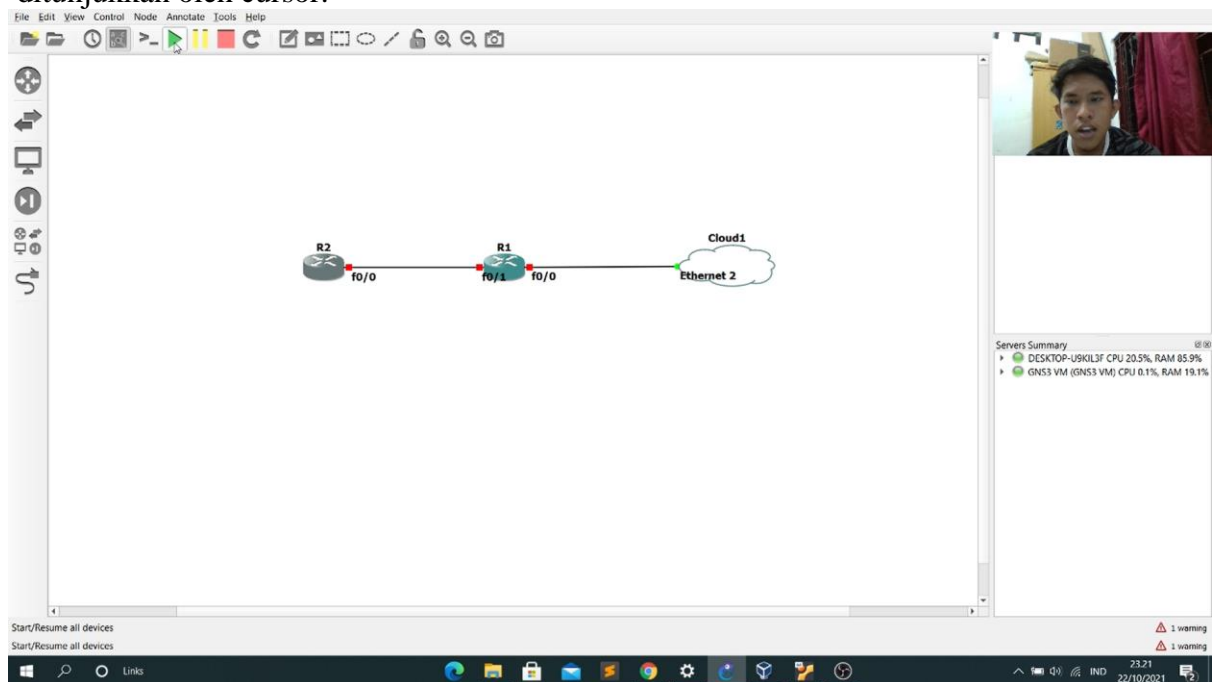 ditunjukkan oleh cursor.
File Edit View Control Node Annotate Tools Help
R2
f0/0
R1
f0/1
f0/0
Cloud1
Ethernet 2
Servers Summary
DESKTOP-U9KIL3F CPU 20.5%, RAM 85.9%
GNS3 VM (GNS3 VM) CPU 0.1%, RAM 19.1%
Start/Resume all devices
1 warning
Start/Resume all devices
1 warning
Links
IND
23.21
22/10/2021
2